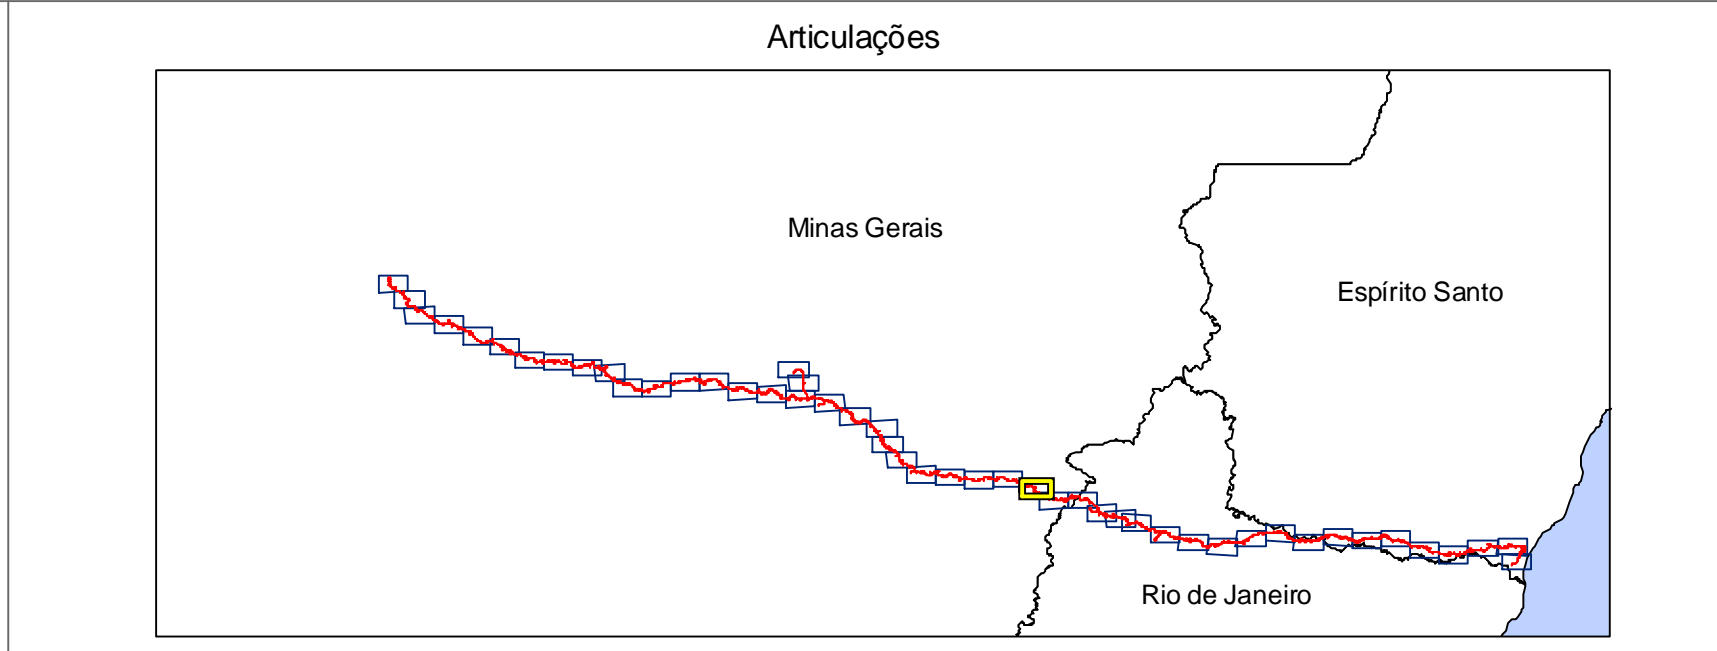 Articulações
Minas Gerais
Espírito Santo
Rio de Janeiro